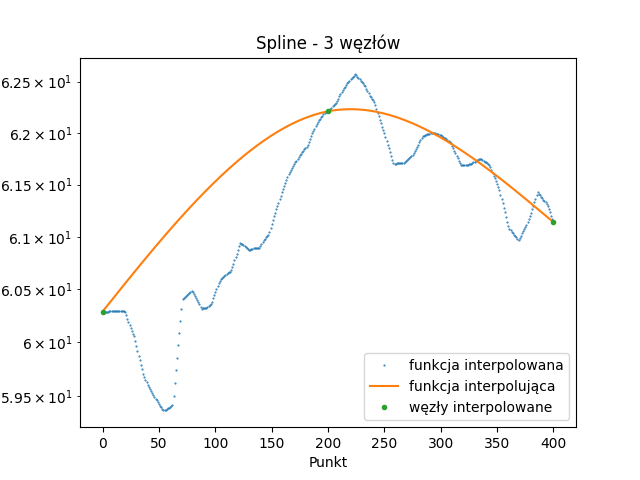 Spline - 3 węzłów
6.25 × 10¹
6.2 × 10¹
6.15 × 10¹
6.1 × 10¹
6.05 × 10¹
6 × 10¹
5.95 × 10¹
funkcja interpolowana
funkcja interpolująca
węzły interpolowane
0 50 100 150 200 250 300 350 400
Punkt